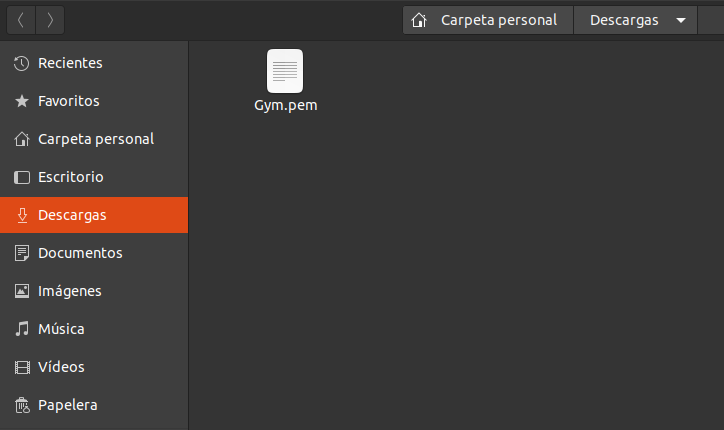 Carpeta personal
Descargas
Recientes
Favoritos
Carpeta personal
Escritorio
Descargas
Documentos
Imágenes
Música
Vídeos
Papelera
Gym.pem